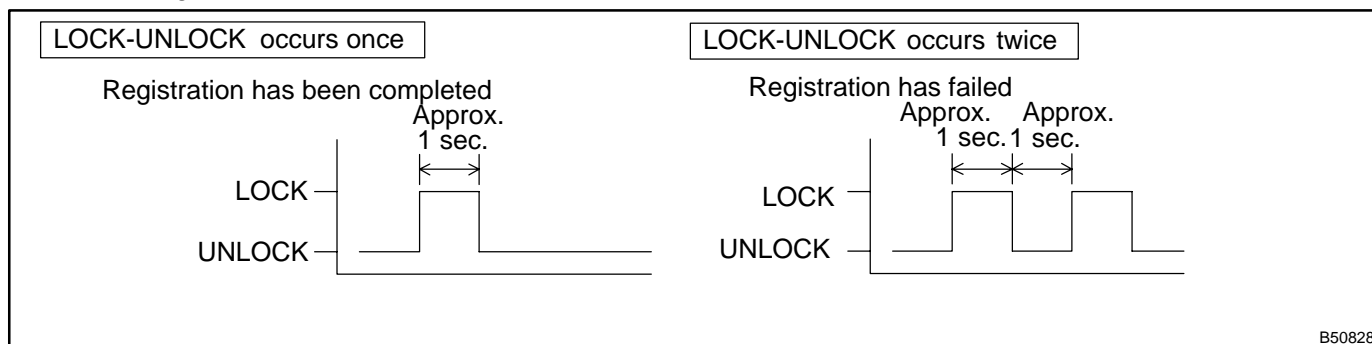 LOCK-UNLOCK occurs once
Registration has been completed
Approx.
1 sec.
LOCK
UNLOCK
LOCK-UNLOCK occurs twice
Registration has failed
Approx. Approx.
1 sec. 1 sec.
LOCK
UNLOCK
B50828